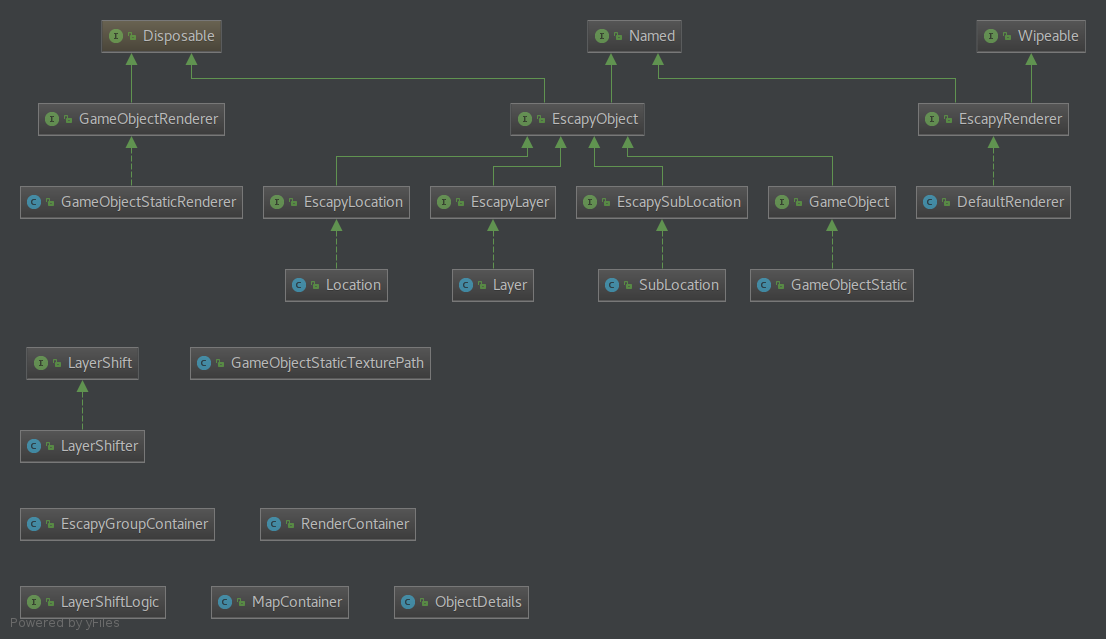 I Disposable
I Named
I Wipeable
I GameObjectRenderer
I EscapyObject
I EscapyRenderer
C GameObjectStaticRenderer
I EscapyLocation
I EscapyLayer
I EscapySubLocation
I GameObject
C DefaultRenderer
C Location
C Layer
C SubLocation
C GameObjectStatic
I LayerShift
C GameObjectStaticTexturePath
C LayerShifter
C EscapyGroupContainer
C RenderContainer
I LayerShiftLogic
C MapContainer
C ObjectDetails
Powered by yFiles